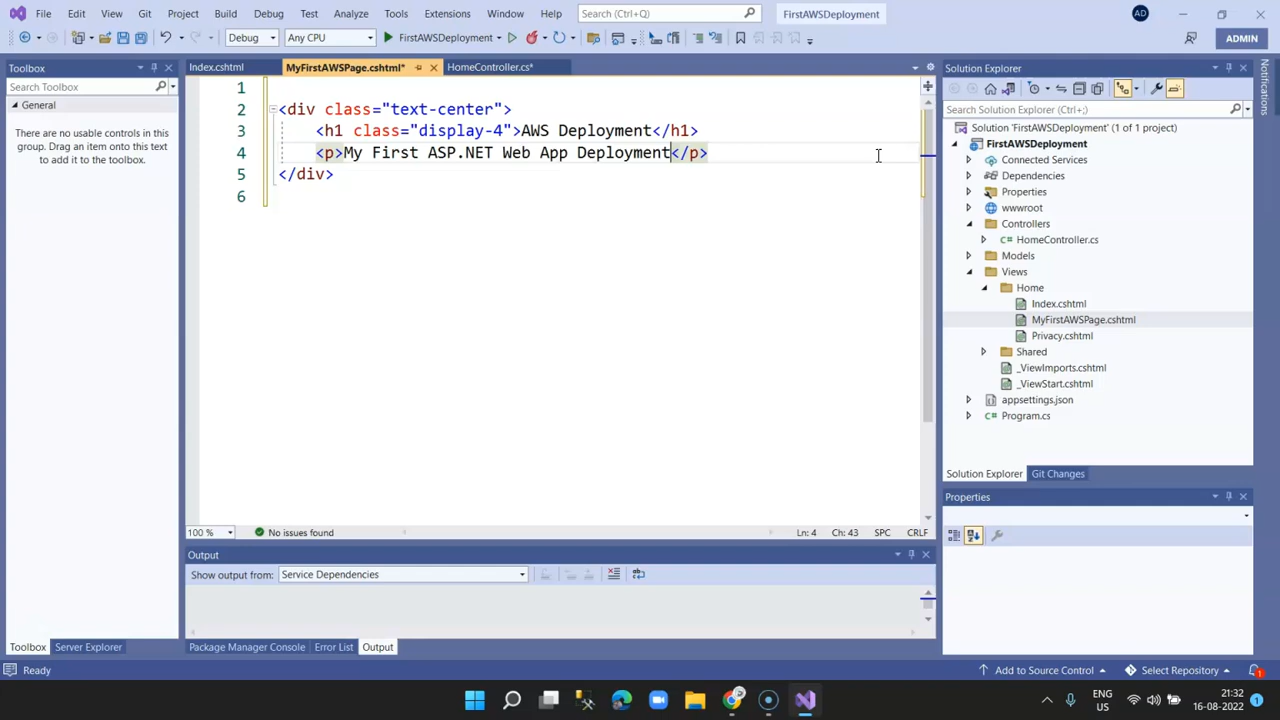 File Edit View Git Project Build Debug Test Analyze Tools Extensions Window Help Search (Ctrl+Q) FirstAWSDeployment AD
Debug Any CPU FirstAWSDeployment ADMIN
Toolbox
Search Toolbox
General
There are no usable controls in this
group. Drag an item onto this text
to add it to the toolbox.
Toolbox Server Explorer
Index.cshtml MyFirstAWSPage.cshtml* HomeController.cs*
1
2 <div class="text-center">
3 <h1 class="display-4">AWS Deployment</h1>
4 <p>My First ASP.NET Web App Deployment</p>
5 </div>
6
100 % No issues found Ln: 4 Ch: 43 SPC CRLF
Output
Show output from: Service Dependencies
Package Manager Console Error List Output
Solution Explorer
Search Solution Explorer (Ctrl+;)
Solution 'FirstAWSDeployment' (1 of 1 project)
FirstAWSDeployment
Connected Services
Dependencies
Properties
wwwroot
Controllers
C# HomeController.cs
Models
Views
Home
Index.cshtml
MyFirstAWSPage.cshtml
Privacy.cshtml
Shared
_ViewImports.cshtml
_ViewStart.cshtml
appsettings.json
C# Program.cs
Solution Explorer Git Changes
Properties
Notifications
Ready Add to Source Control Select Repository 1
ENG
US
21:32
16-08-2022
1